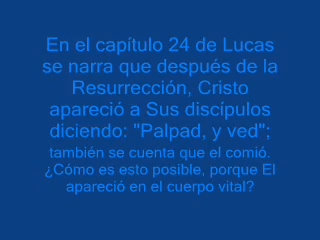 En el capítulo 24 de Lucas
se narra que después de la
Resurrección, Cristo
apareció a Sus discípulos
diciendo: "Palpad, y ved";
también se cuenta que el comió.
¿Cómo es esto posible, porque El
apareció en el cuerpo vital?